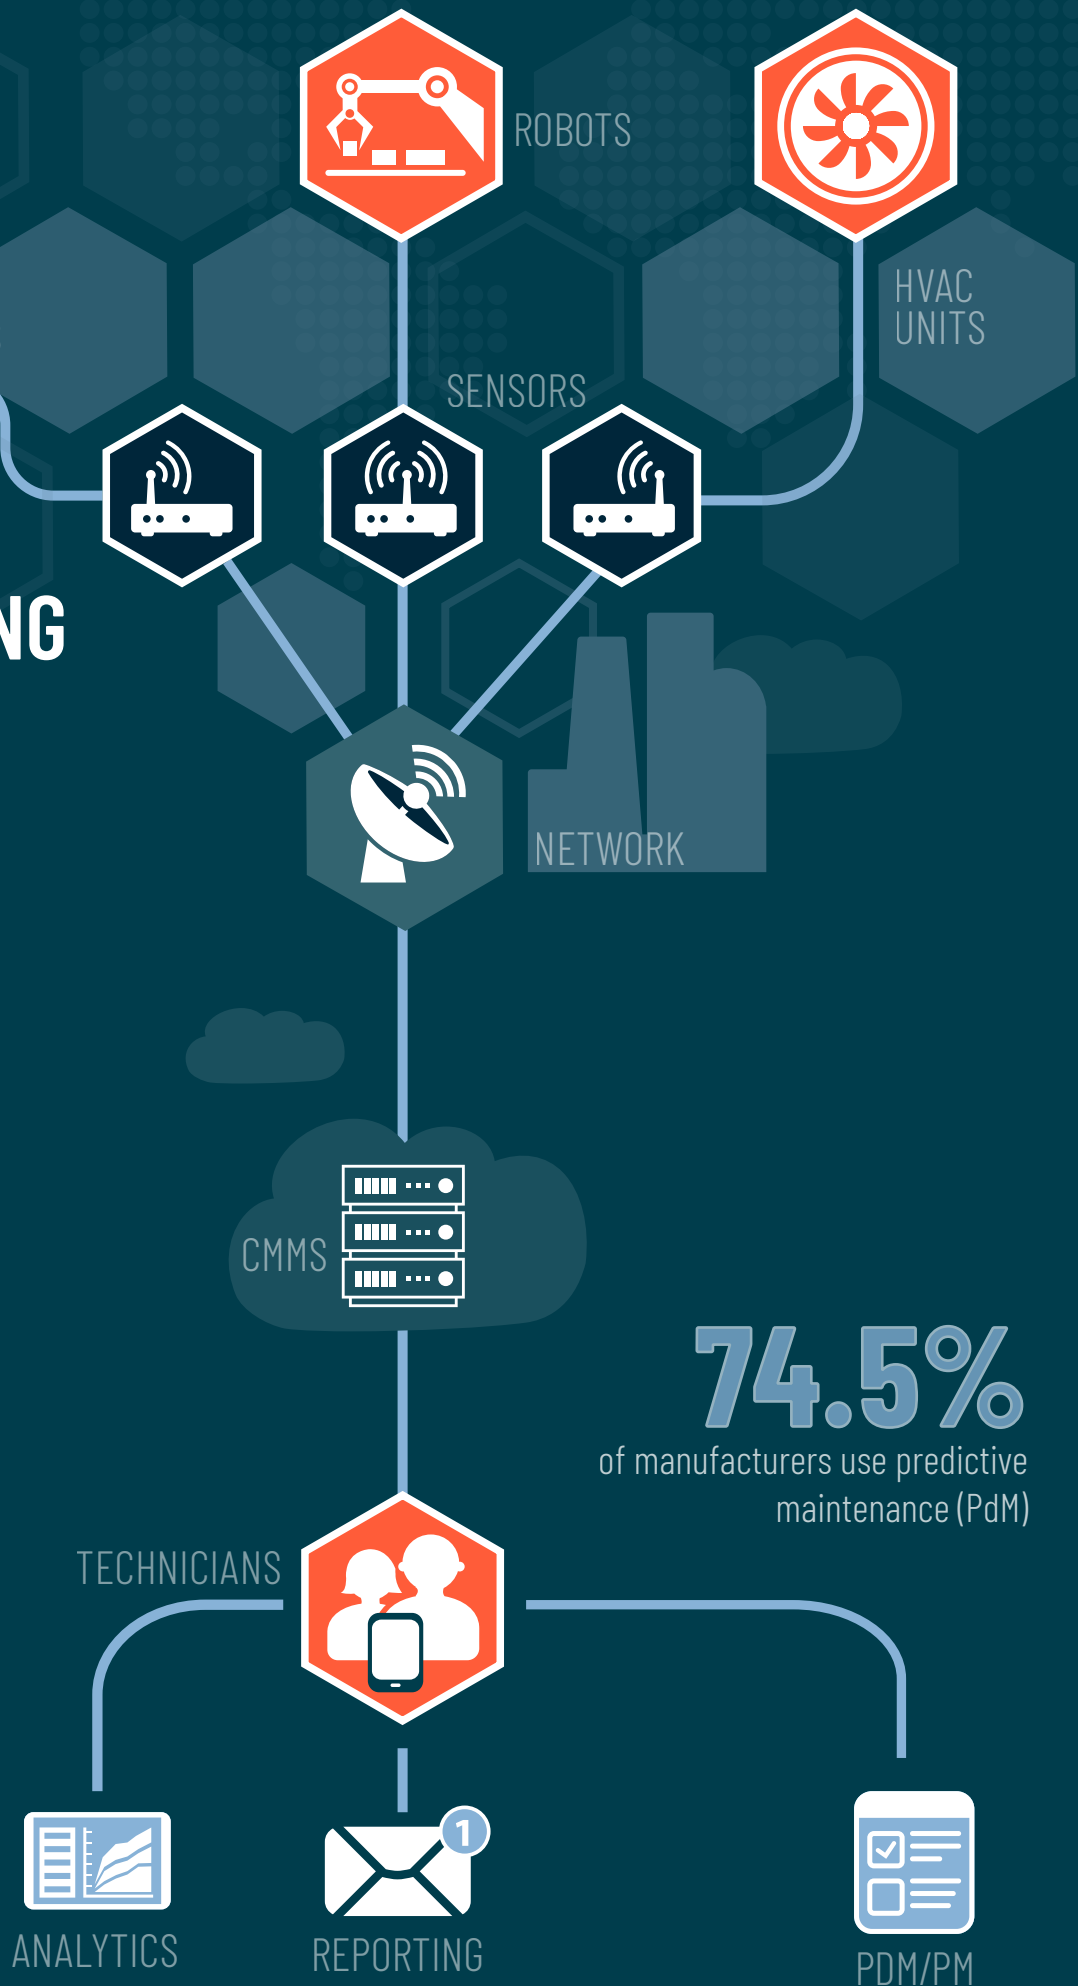 ROBOTS
HVAC
UNITS
SENSORS
NG
NETWORK
CMMS
74.5%
of manufacturers use predictive
maintenance (PdM)
TECHNICIANS
1
ANALYTICS
REPORTING
PDM/PM